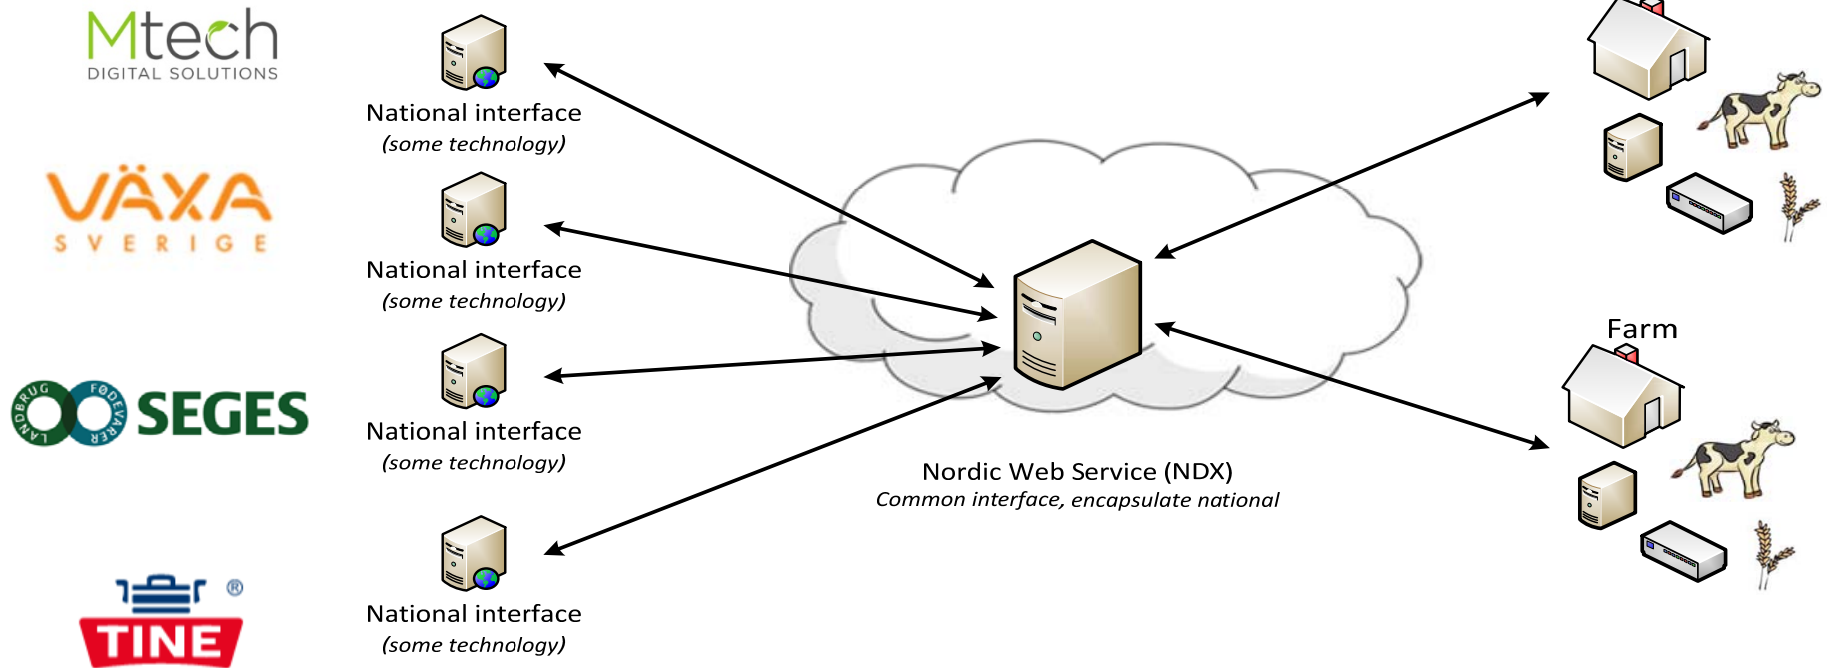 Mtech
DIGITAL SOLUTIONS
National interface
(some technology)
VÄXA
SVERIGE
National interface
(some technology)
LANDBRUG FØDEVARER SEGES
National interface
(some technology)
Nordic Web Service (NDX)
Common interface, encapsulate national
Farm
TINE ®
National interface
(some technology)